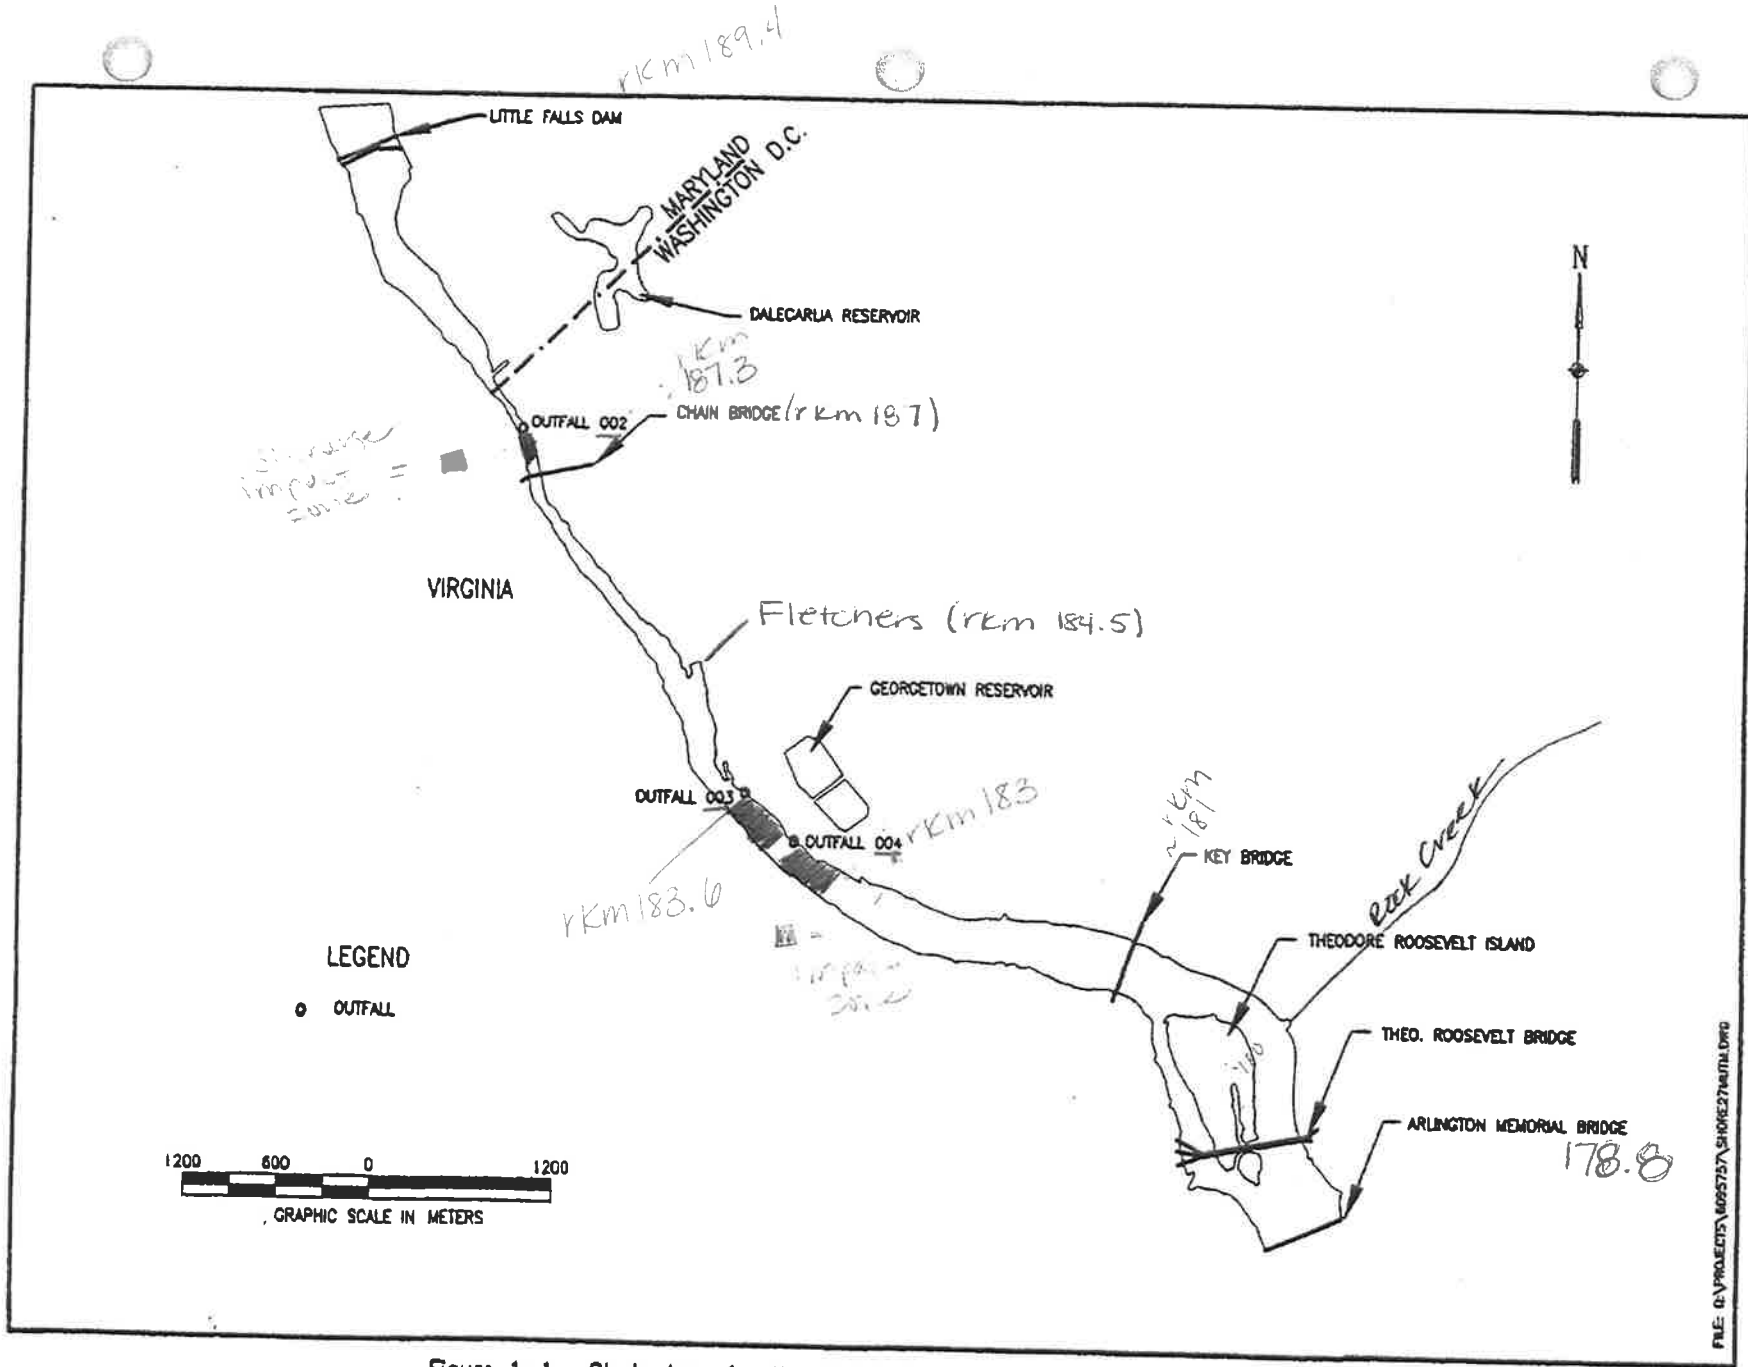 rkm 189.4
LITTLE FALLS DAM
MARYLAND
WASHINGTON D.C.
N
DALECARLIA RESERVOIR
rkm
187.3
OUTFALL 002
CHAIN BRIDGE (rkm 187)
impact =
zone
VIRGINIA
Fletchers (rkm 184.5)
GEORGETOWN RESERVOIR
OUTFALL 003
OUTFALL 004
rkm 183
~ rkm
181
KEY BRIDGE
Rock Creek
rkm 183.6
=
impact
zone
LEGEND
OUTFALL
THEODORE ROOSEVELT ISLAND
THEO. ROOSEVELT BRIDGE
ARLINGTON MEMORIAL BRIDGE
178.8
1200 600 0 1200
GRAPHIC SCALE IN METERS